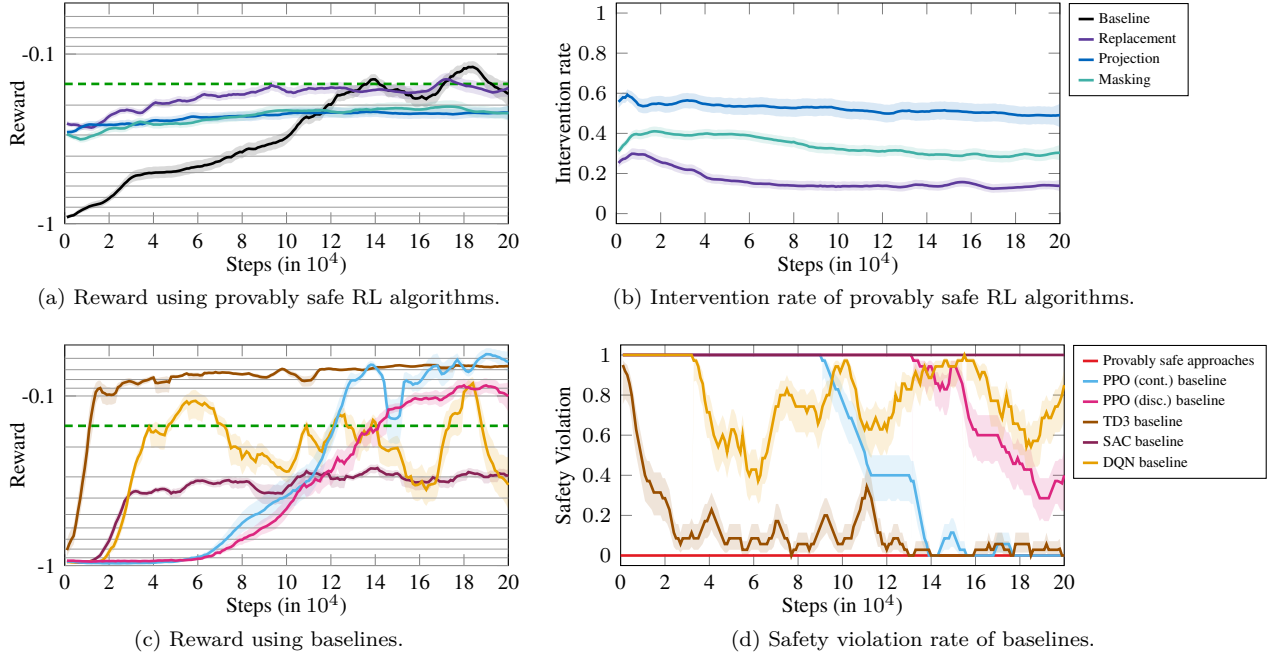 -0.1
-1
Reward
0 2 4 6 8 10 12 14 16 18 20
Steps (in 10^4)
(a) Reward using provably safe RL algorithms.
1
0.8
0.6
0.4
0.2
0
Intervention rate
0 2 4 6 8 10 12 14 16 18 20
Steps (in 10^4)
Baseline
Replacement
Projection
Masking
(b) Intervention rate of provably safe RL algorithms.
-0.1
-1
Reward
0 2 4 6 8 10 12 14 16 18 20
Steps (in 10^4)
(c) Reward using baselines.
1
0.8
0.6
0.4
0.2
0
Safety Violation
0 2 4 6 8 10 12 14 16 18 20
Steps (in 10^4)
Provably safe approaches
PPO (cont.) baseline
PPO (disc.) baseline
TD3 baseline
SAC baseline
DQN baseline
(d) Safety violation rate of baselines.